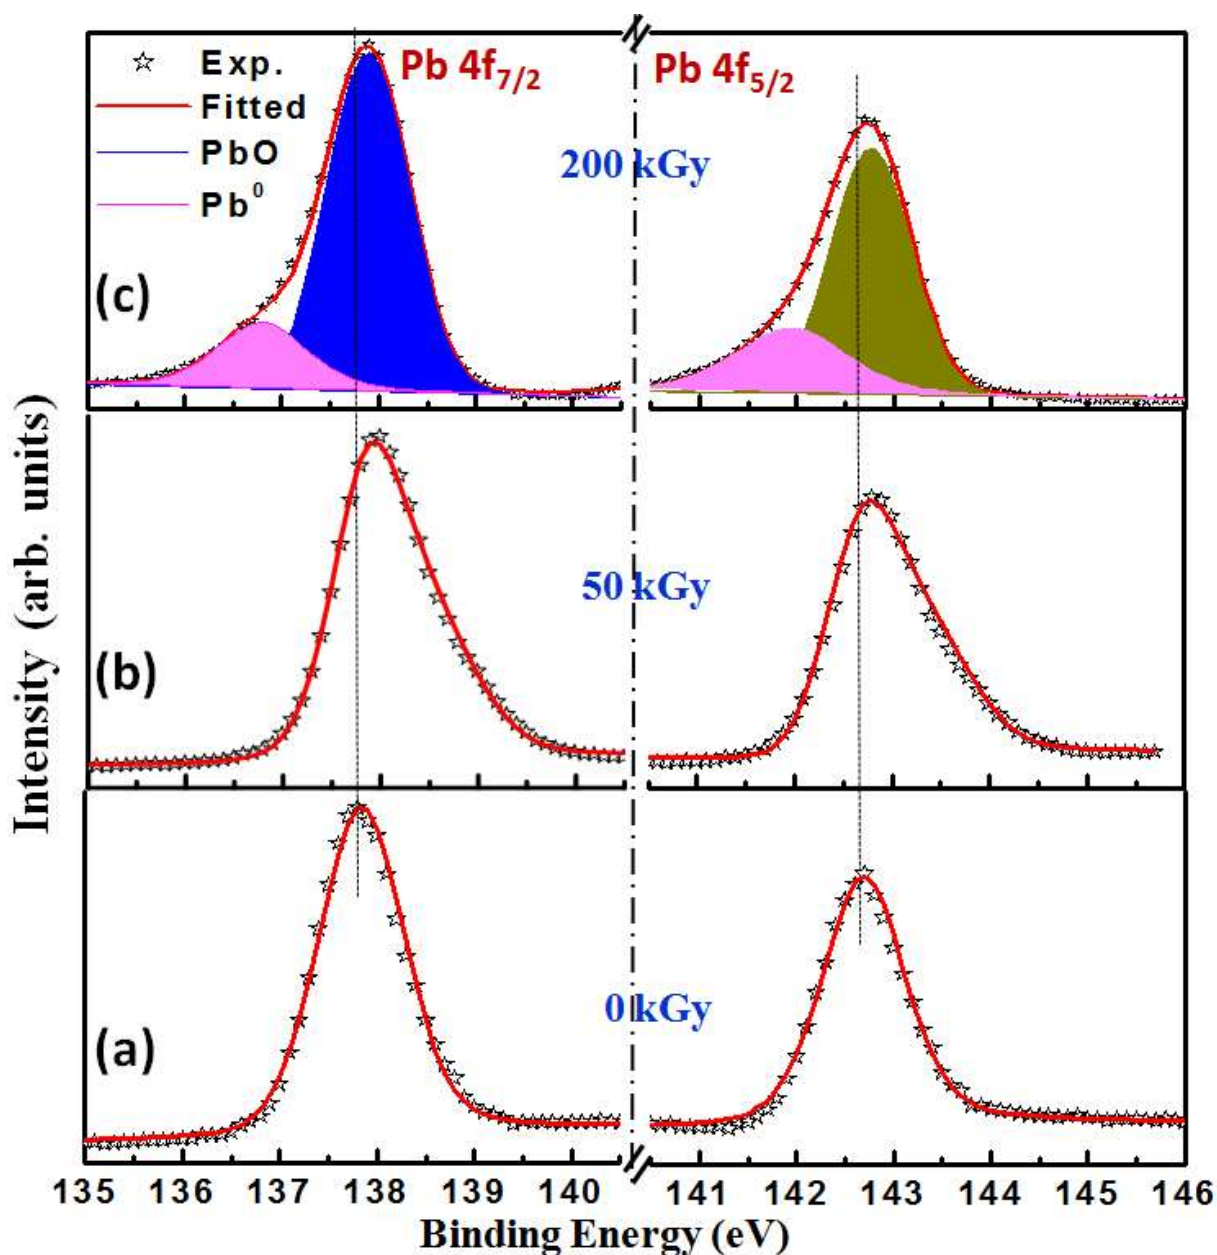 Exp.
Fitted
PbO
Pb0
Pb 4f7/2
Pb 4f5/2
200 kGy
(c)
50 kGy
(b)
0 kGy
(a)
Intensity (arb. units)
135 136 137 138 139 140 141 142 143 144 145 146
Binding Energy (eV)